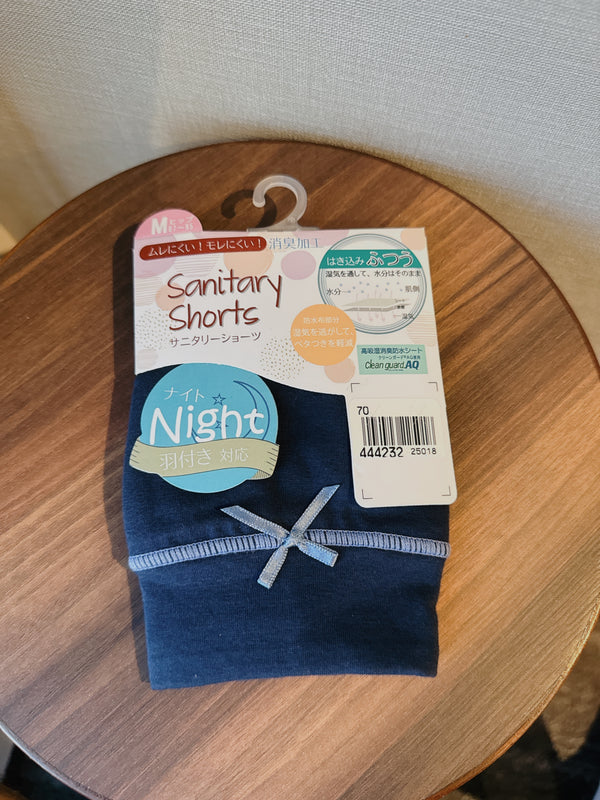 M ヒップ
ムレにくい！モレにくい！
消臭加工
Sanitary
Shorts
サニタリーショーツ
はき込み ふつう
湿気を通して、水分はそのまま
水分
肌側
湿気
防水布部分
湿気を逃がして、
ベタつきを軽減
高吸湿消臭防水シート
Clean guard AQ
ナイト
Night
羽付き 対応
70
444232 25018